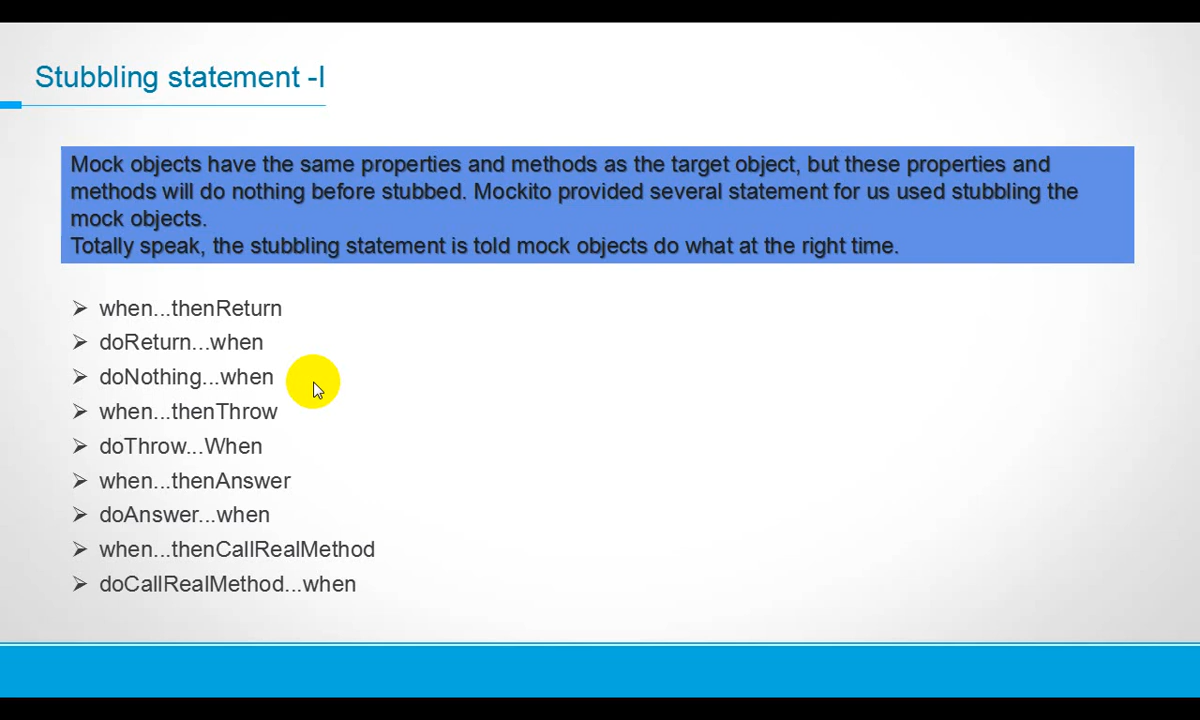 Stubbling statement -I
Mock objects have the same properties and methods as the target object, but these properties and
methods will do nothing before stubbed. Mockito provided several statement for us used stubbling the
mock objects.
Totally speak, the stubbling statement is told mock objects do what at the right time.
when...thenReturn
doReturn...when
doNothing...when
when...thenThrow
doThrow...When
when...thenAnswer
doAnswer...when
when...thenCallRealMethod
doCallRealMethod...when